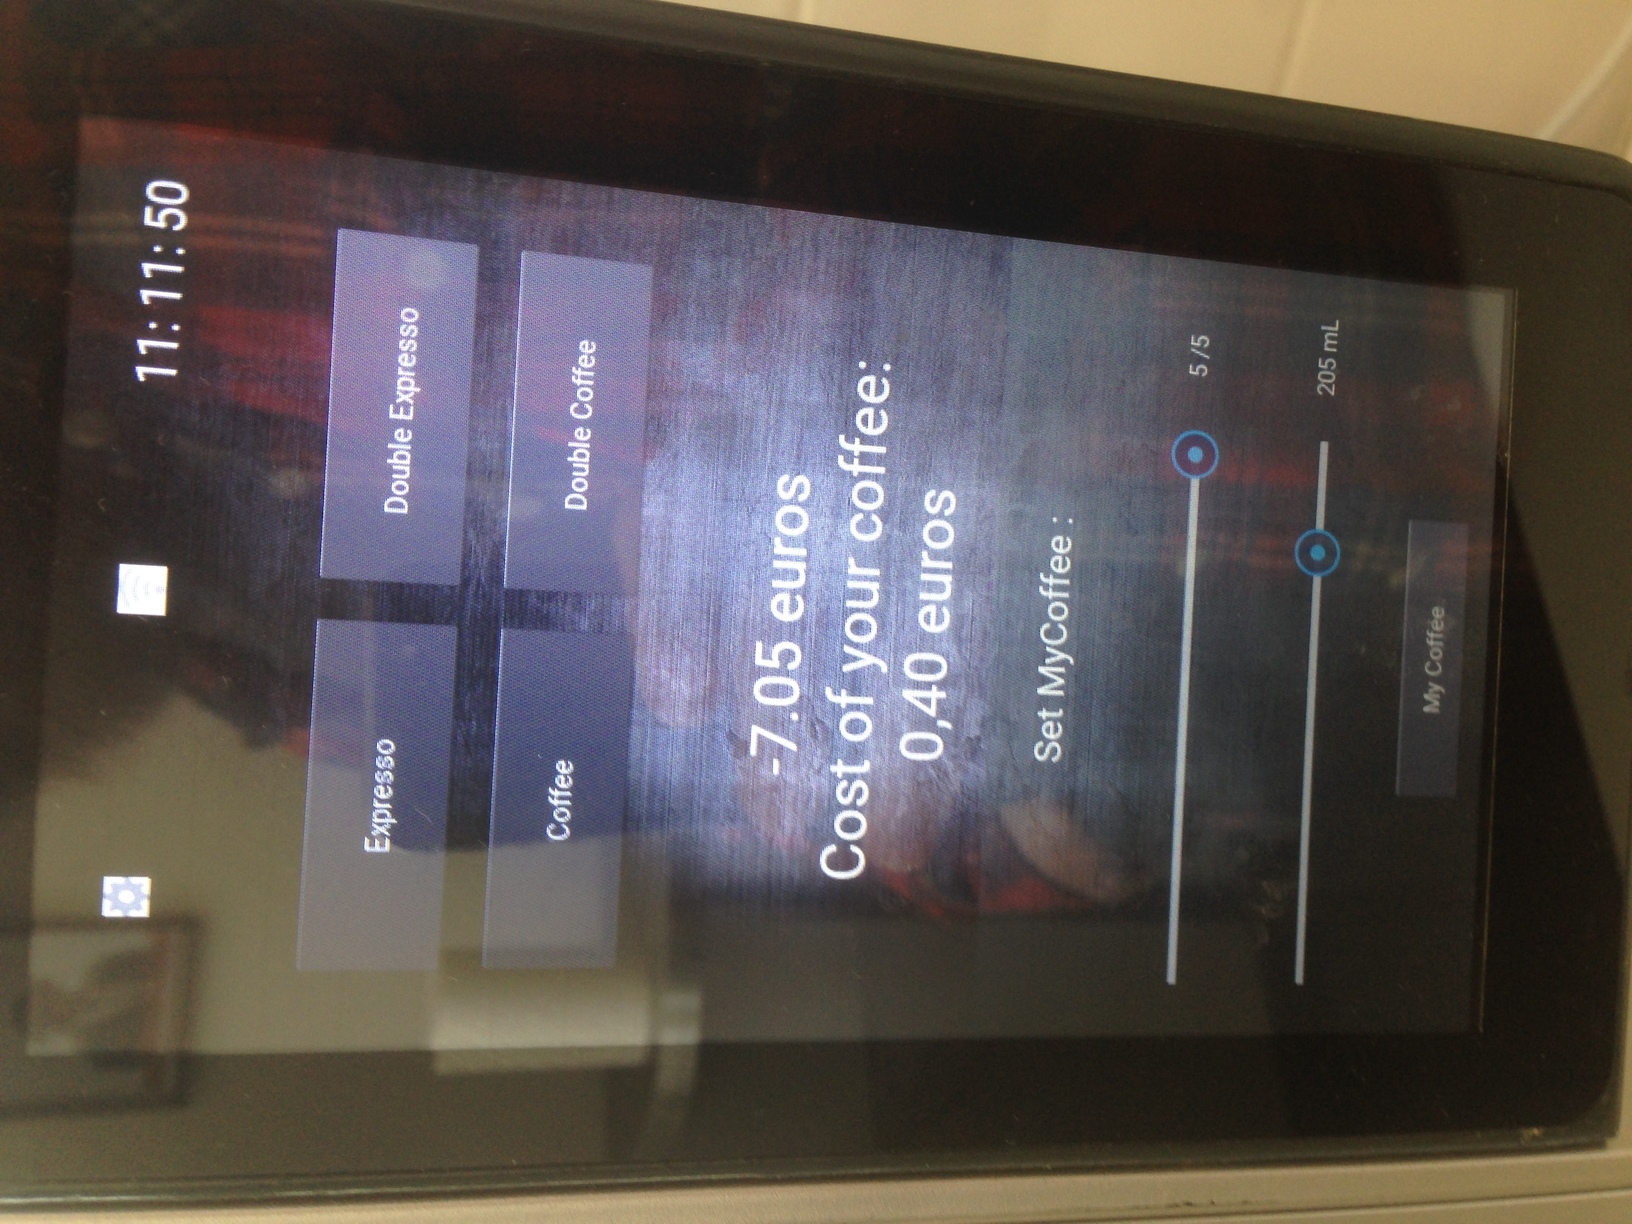 11: 11: 50
Expresso
Double Expresso
Coffee
Double Coffee
-7.05 euros
Cost of your coffee:
0,40 euros
Set MyCoffee :
5 /5
205 mL
My Coffee